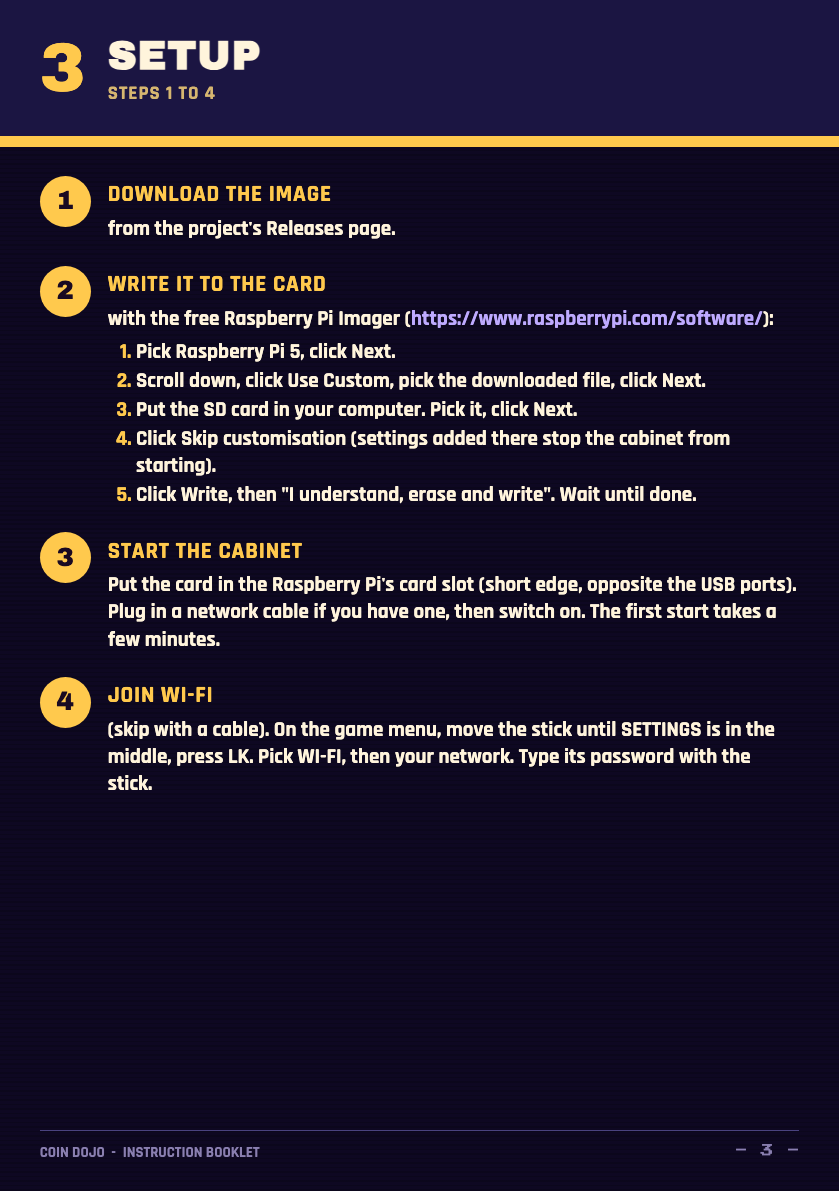 3 SETUP
STEPS 1 TO 4
1 DOWNLOAD THE IMAGE
from the project's Releases page.
2 WRITE IT TO THE CARD
with the free Raspberry Pi Imager (https://www.raspberrypi.com/software/):
1. Pick Raspberry Pi 5, click Next.
2. Scroll down, click Use Custom, pick the downloaded file, click Next.
3. Put the SD card in your computer. Pick it, click Next.
4. Click Skip customisation (settings added there stop the cabinet from
starting).
5. Click Write, then "I understand, erase and write". Wait until done.
3 START THE CABINET
Put the card in the Raspberry Pi's card slot (short edge, opposite the USB ports).
Plug in a network cable if you have one, then switch on. The first start takes a
few minutes.
4 JOIN WI-FI
(skip with a cable). On the game menu, move the stick until SETTINGS is in the
middle, press LK. Pick WI-FI, then your network. Type its password with the
stick.
COIN DOJO - INSTRUCTION BOOKLET – 3 –